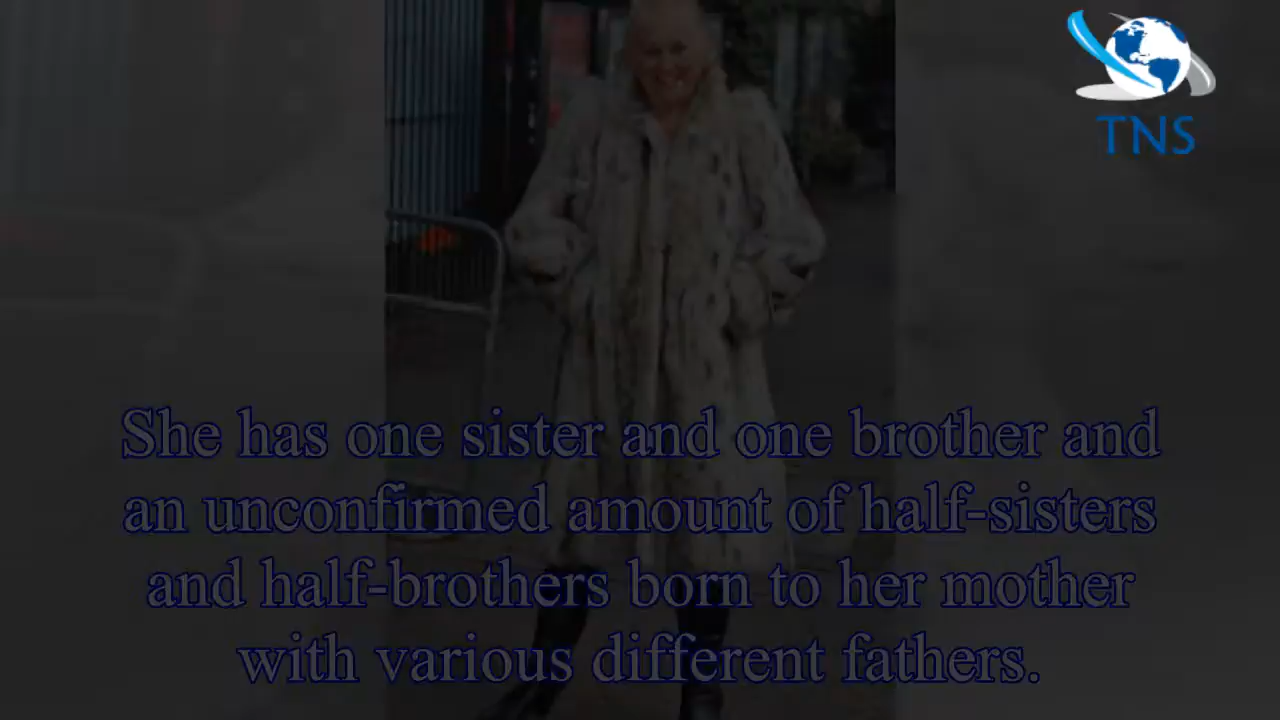 TNS
She has one sister and one brother and
an unconfirmed amount of half-sisters
and half-brothers born to her mother
with various different fathers.